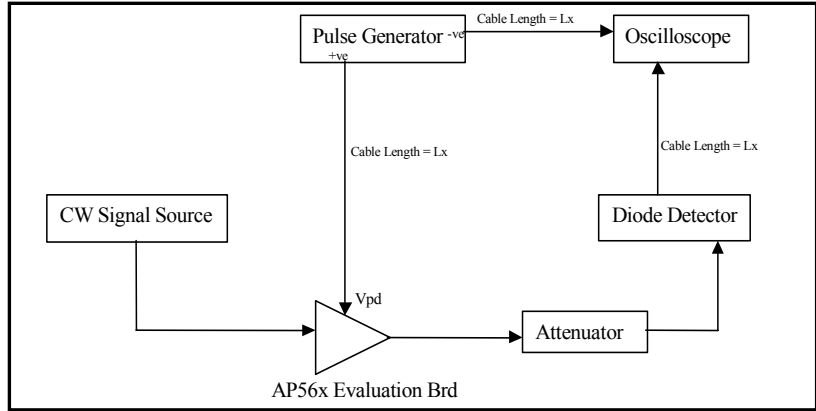 Pulse Generator
-ve
+ve
Cable Length = Lx
Oscilloscope
Cable Length = Lx
Cable Length = Lx
CW Signal Source
Diode Detector
Vpd
Attenuator
AP56x Evaluation Brd